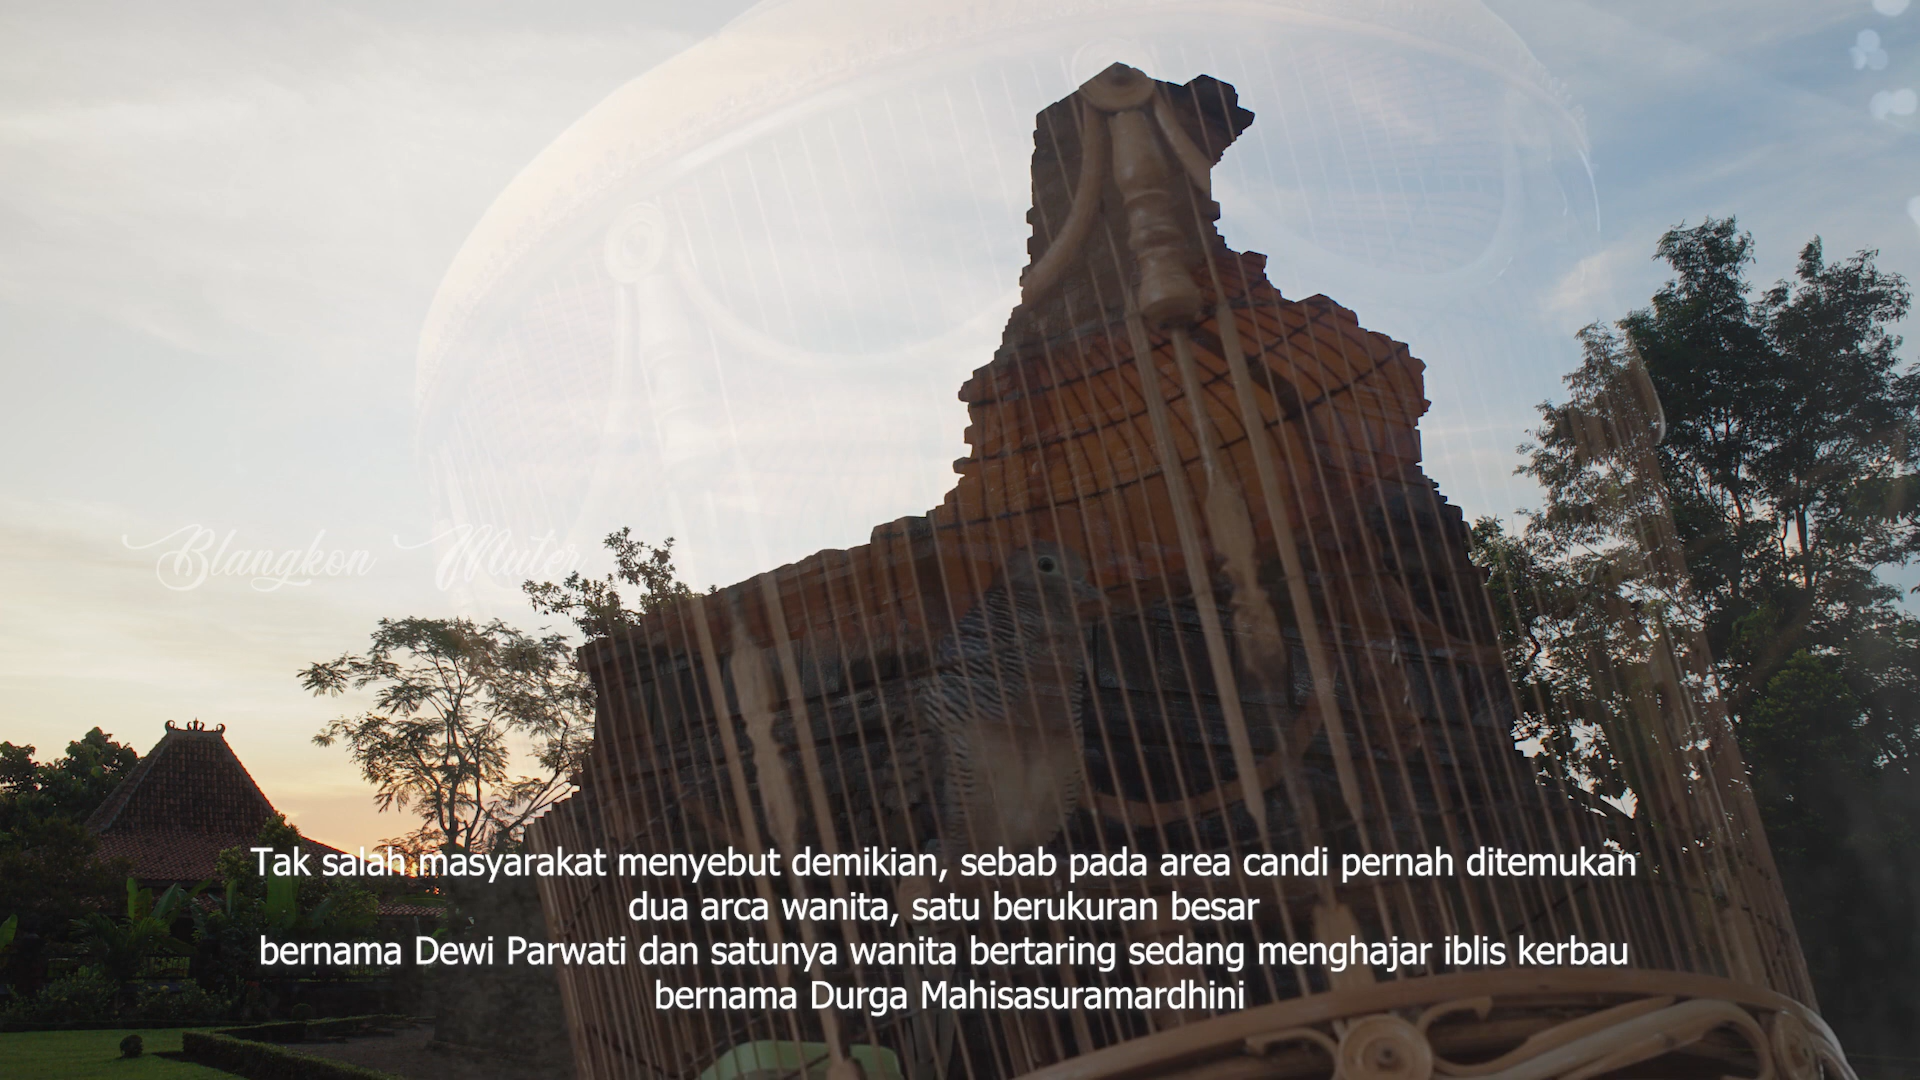 Blangkon Muter
Tak salah masyarakat menyebut demikian, sebab pada area candi pernah ditemukan
dua arca wanita, satu berukuran besar
bernama Dewi Parwati dan satunya wanita bertaring sedang menghajar iblis kerbau
bernama Durga Mahisasuramardhini